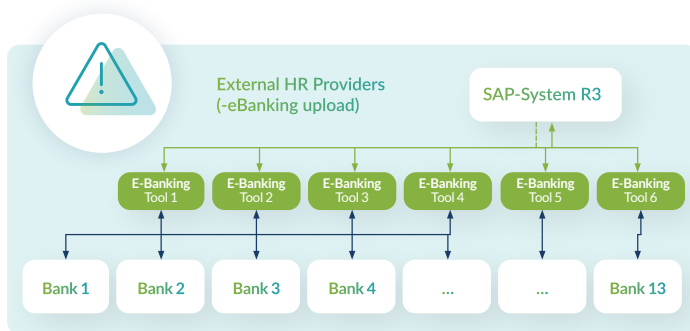 External HR Providers
(-eBanking upload)
SAP-System R3
E-Banking
Tool 1
E-Banking
Tool 2
E-Banking
Tool 3
E-Banking
Tool 4
E-Banking
Tool 5
E-Banking
Tool 6
Bank 1
Bank 2
Bank 3
Bank 4
...
...
Bank 13